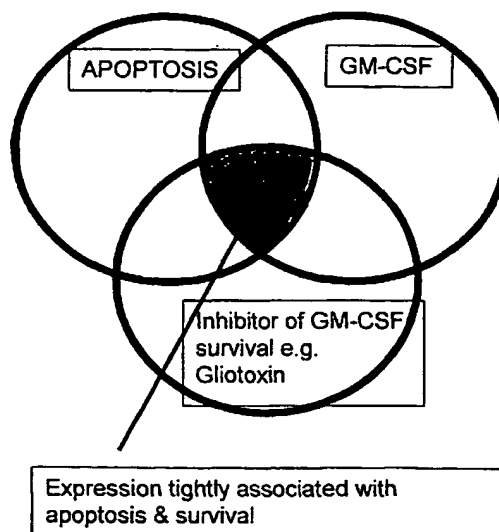 APOPTOSIS
GM-CSF
Inhibitor of GM-CSF
survival e.g.
Gliotoxin
Expression tightly associated with
apoptosis & survival